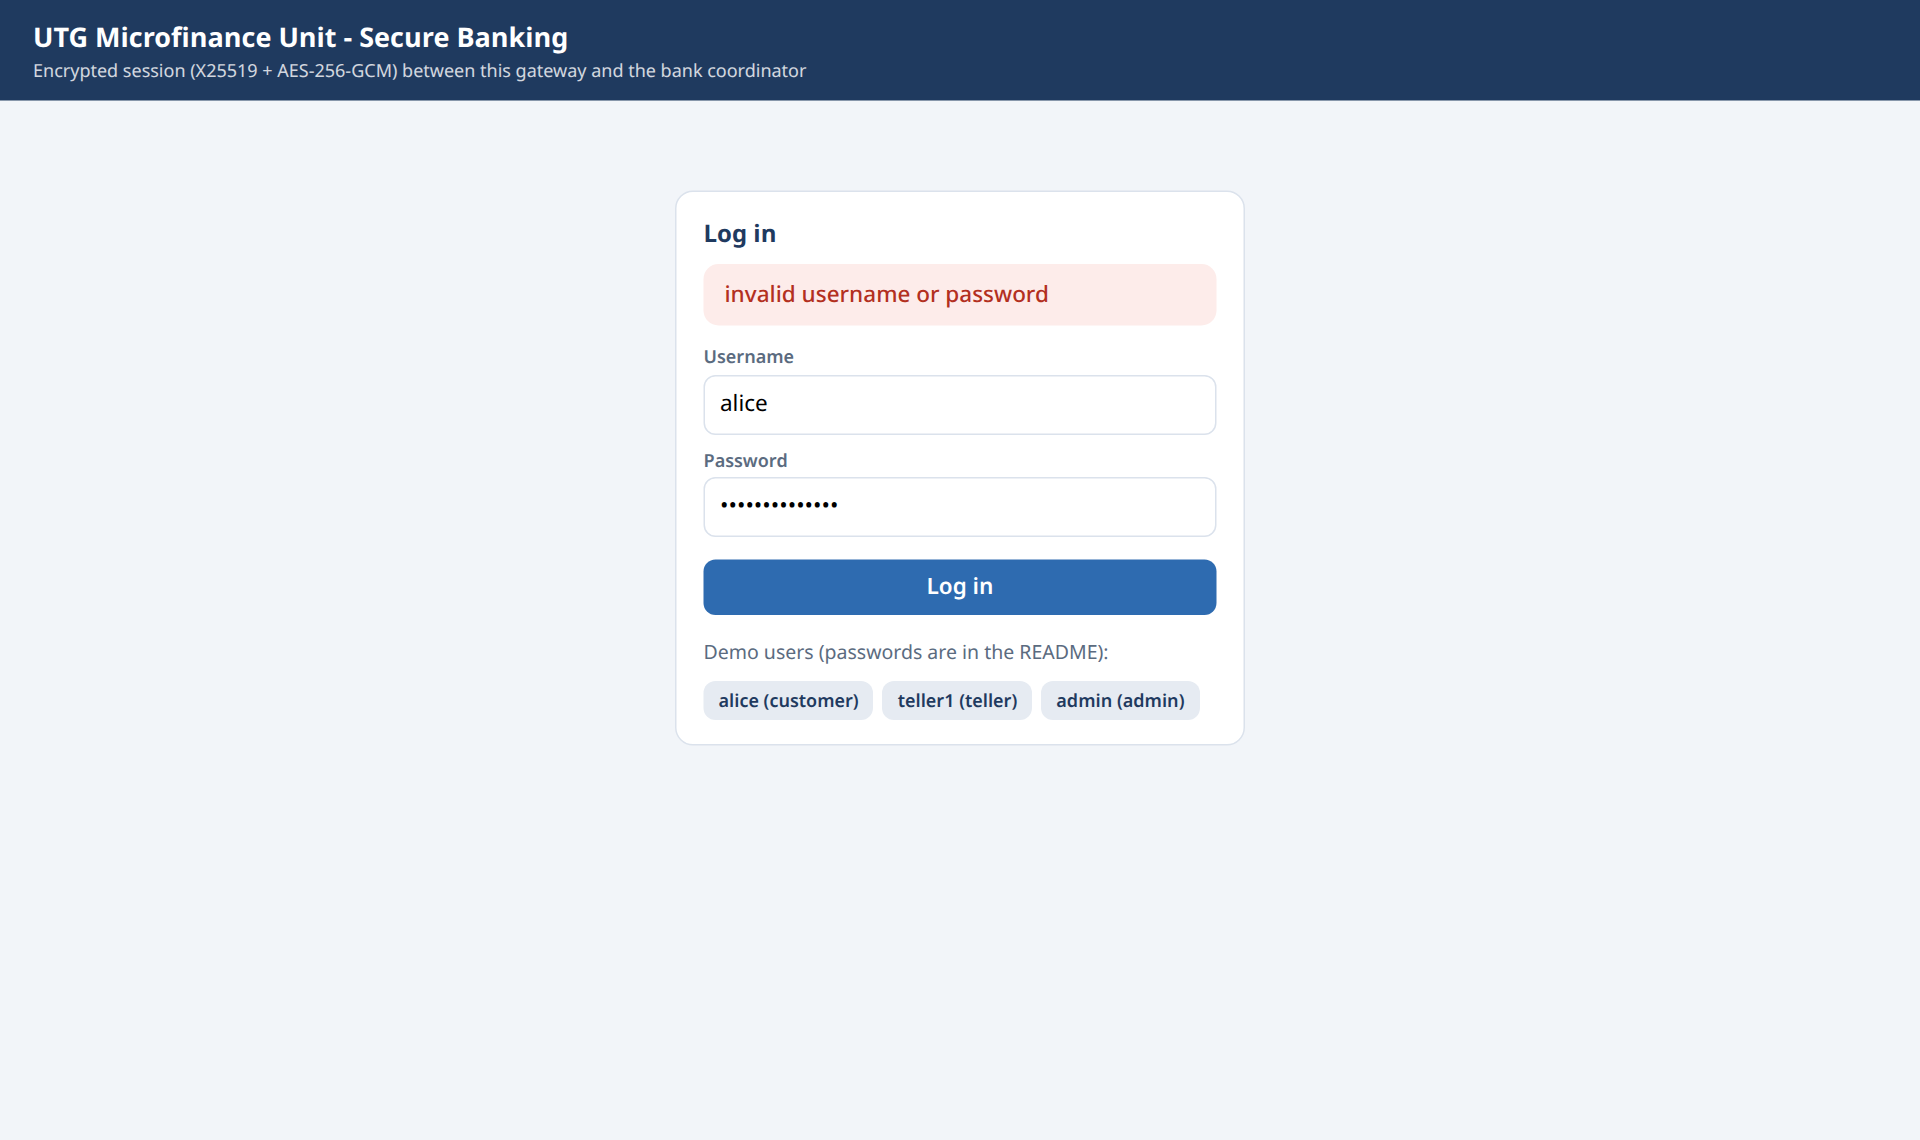 UTG Microfinance Unit - Secure Banking
Encrypted session (X25519 + AES-256-GCM) between this gateway and the bank coordinator
Log in
invalid username or password
Username
alice
Password
••••••••••••••
Log in
Demo users (passwords are in the README):
alice (customer) teller1 (teller) admin (admin)